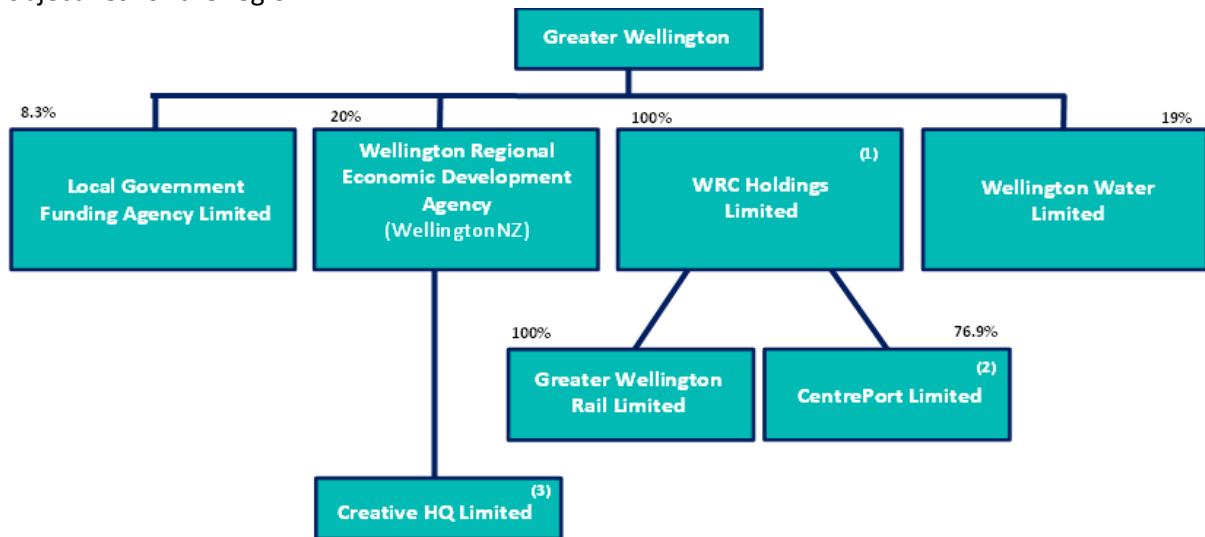 Greater Wellington
8.3%
20%
100%
19%
Local Government
Funding Agency Limited
Wellington Regional
Economic Development
Agency
(WellingtonNZ)
(1)
WRC Holdings
Limited
Wellington Water
Limited
100%
76.9%
Greater Wellington
Rail Limited
(2)
CentrePort Limited
(3)
Creative HQ Limited